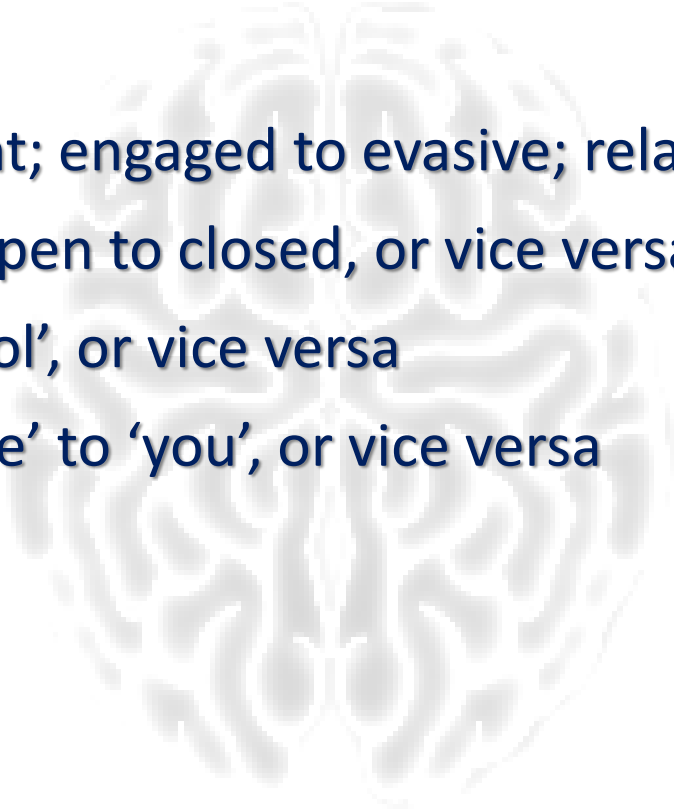 nt; engaged to evasive; rela
pen to closed, or vice versa
ol’, or vice versa
e’ to ‘you’, or vice versa